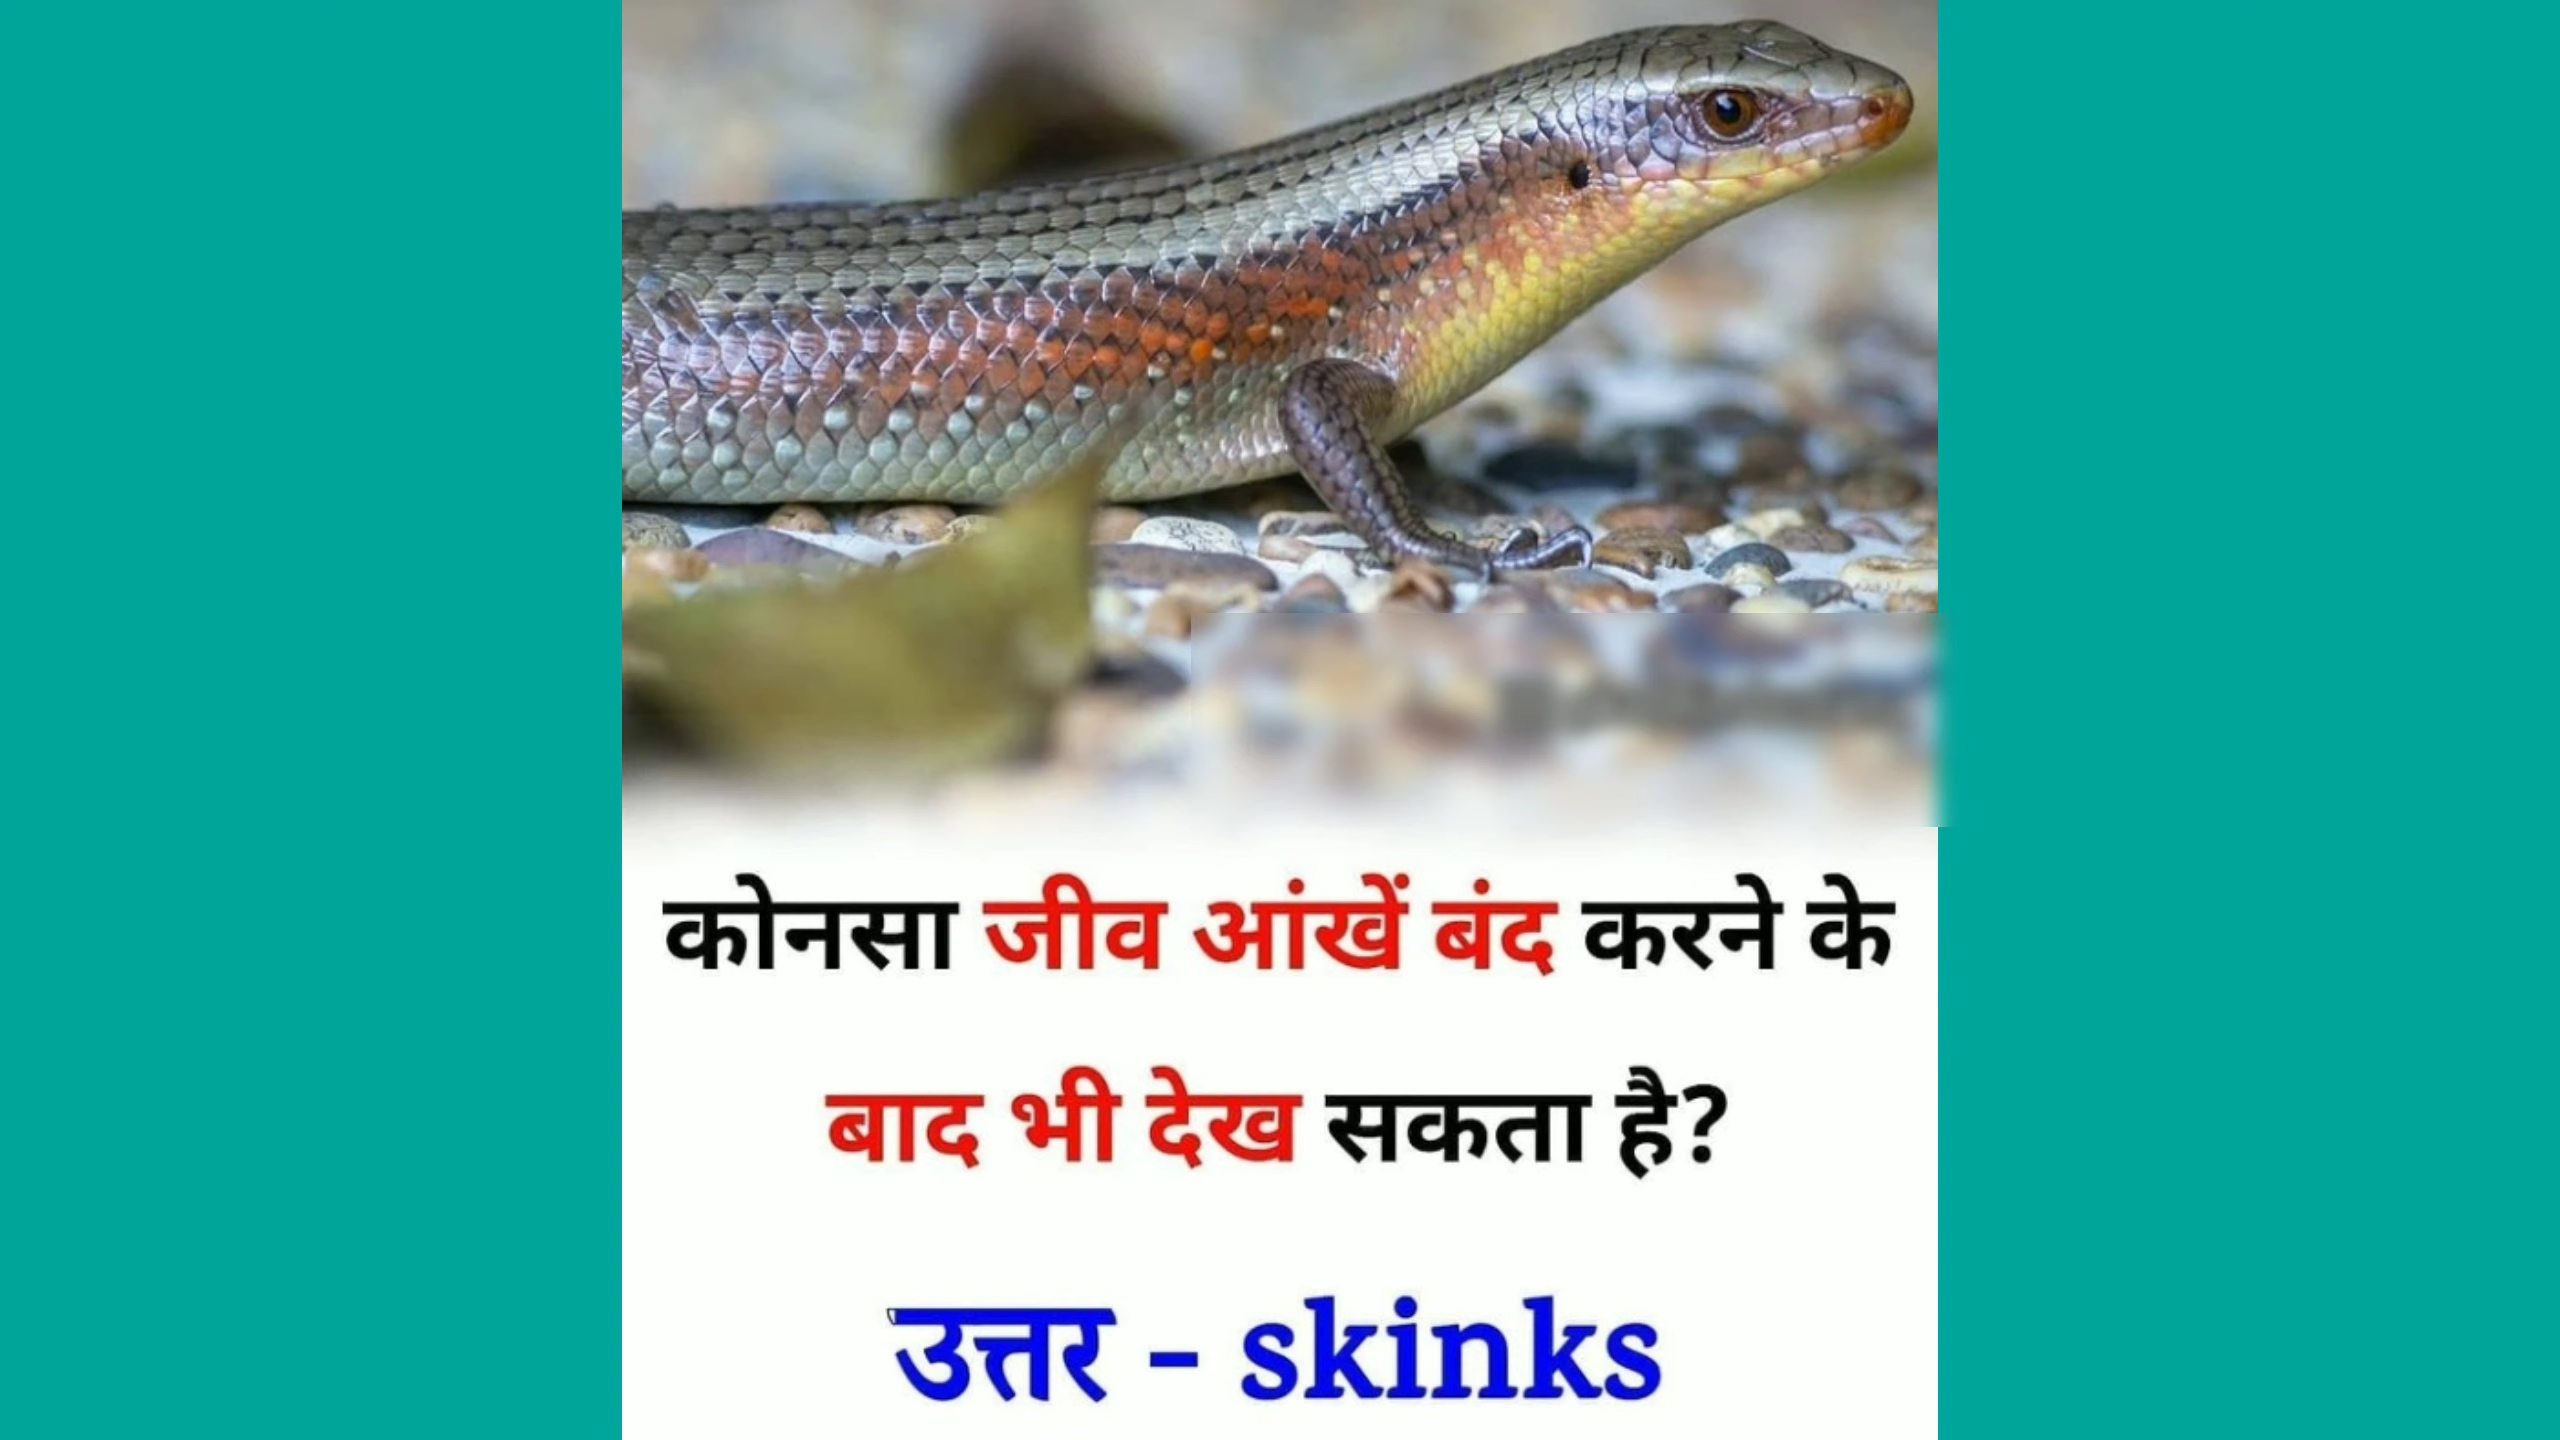 कोनसा जीव आंखें बंद करने के
बाद भी देख सकता है?
उत्तर - skinks